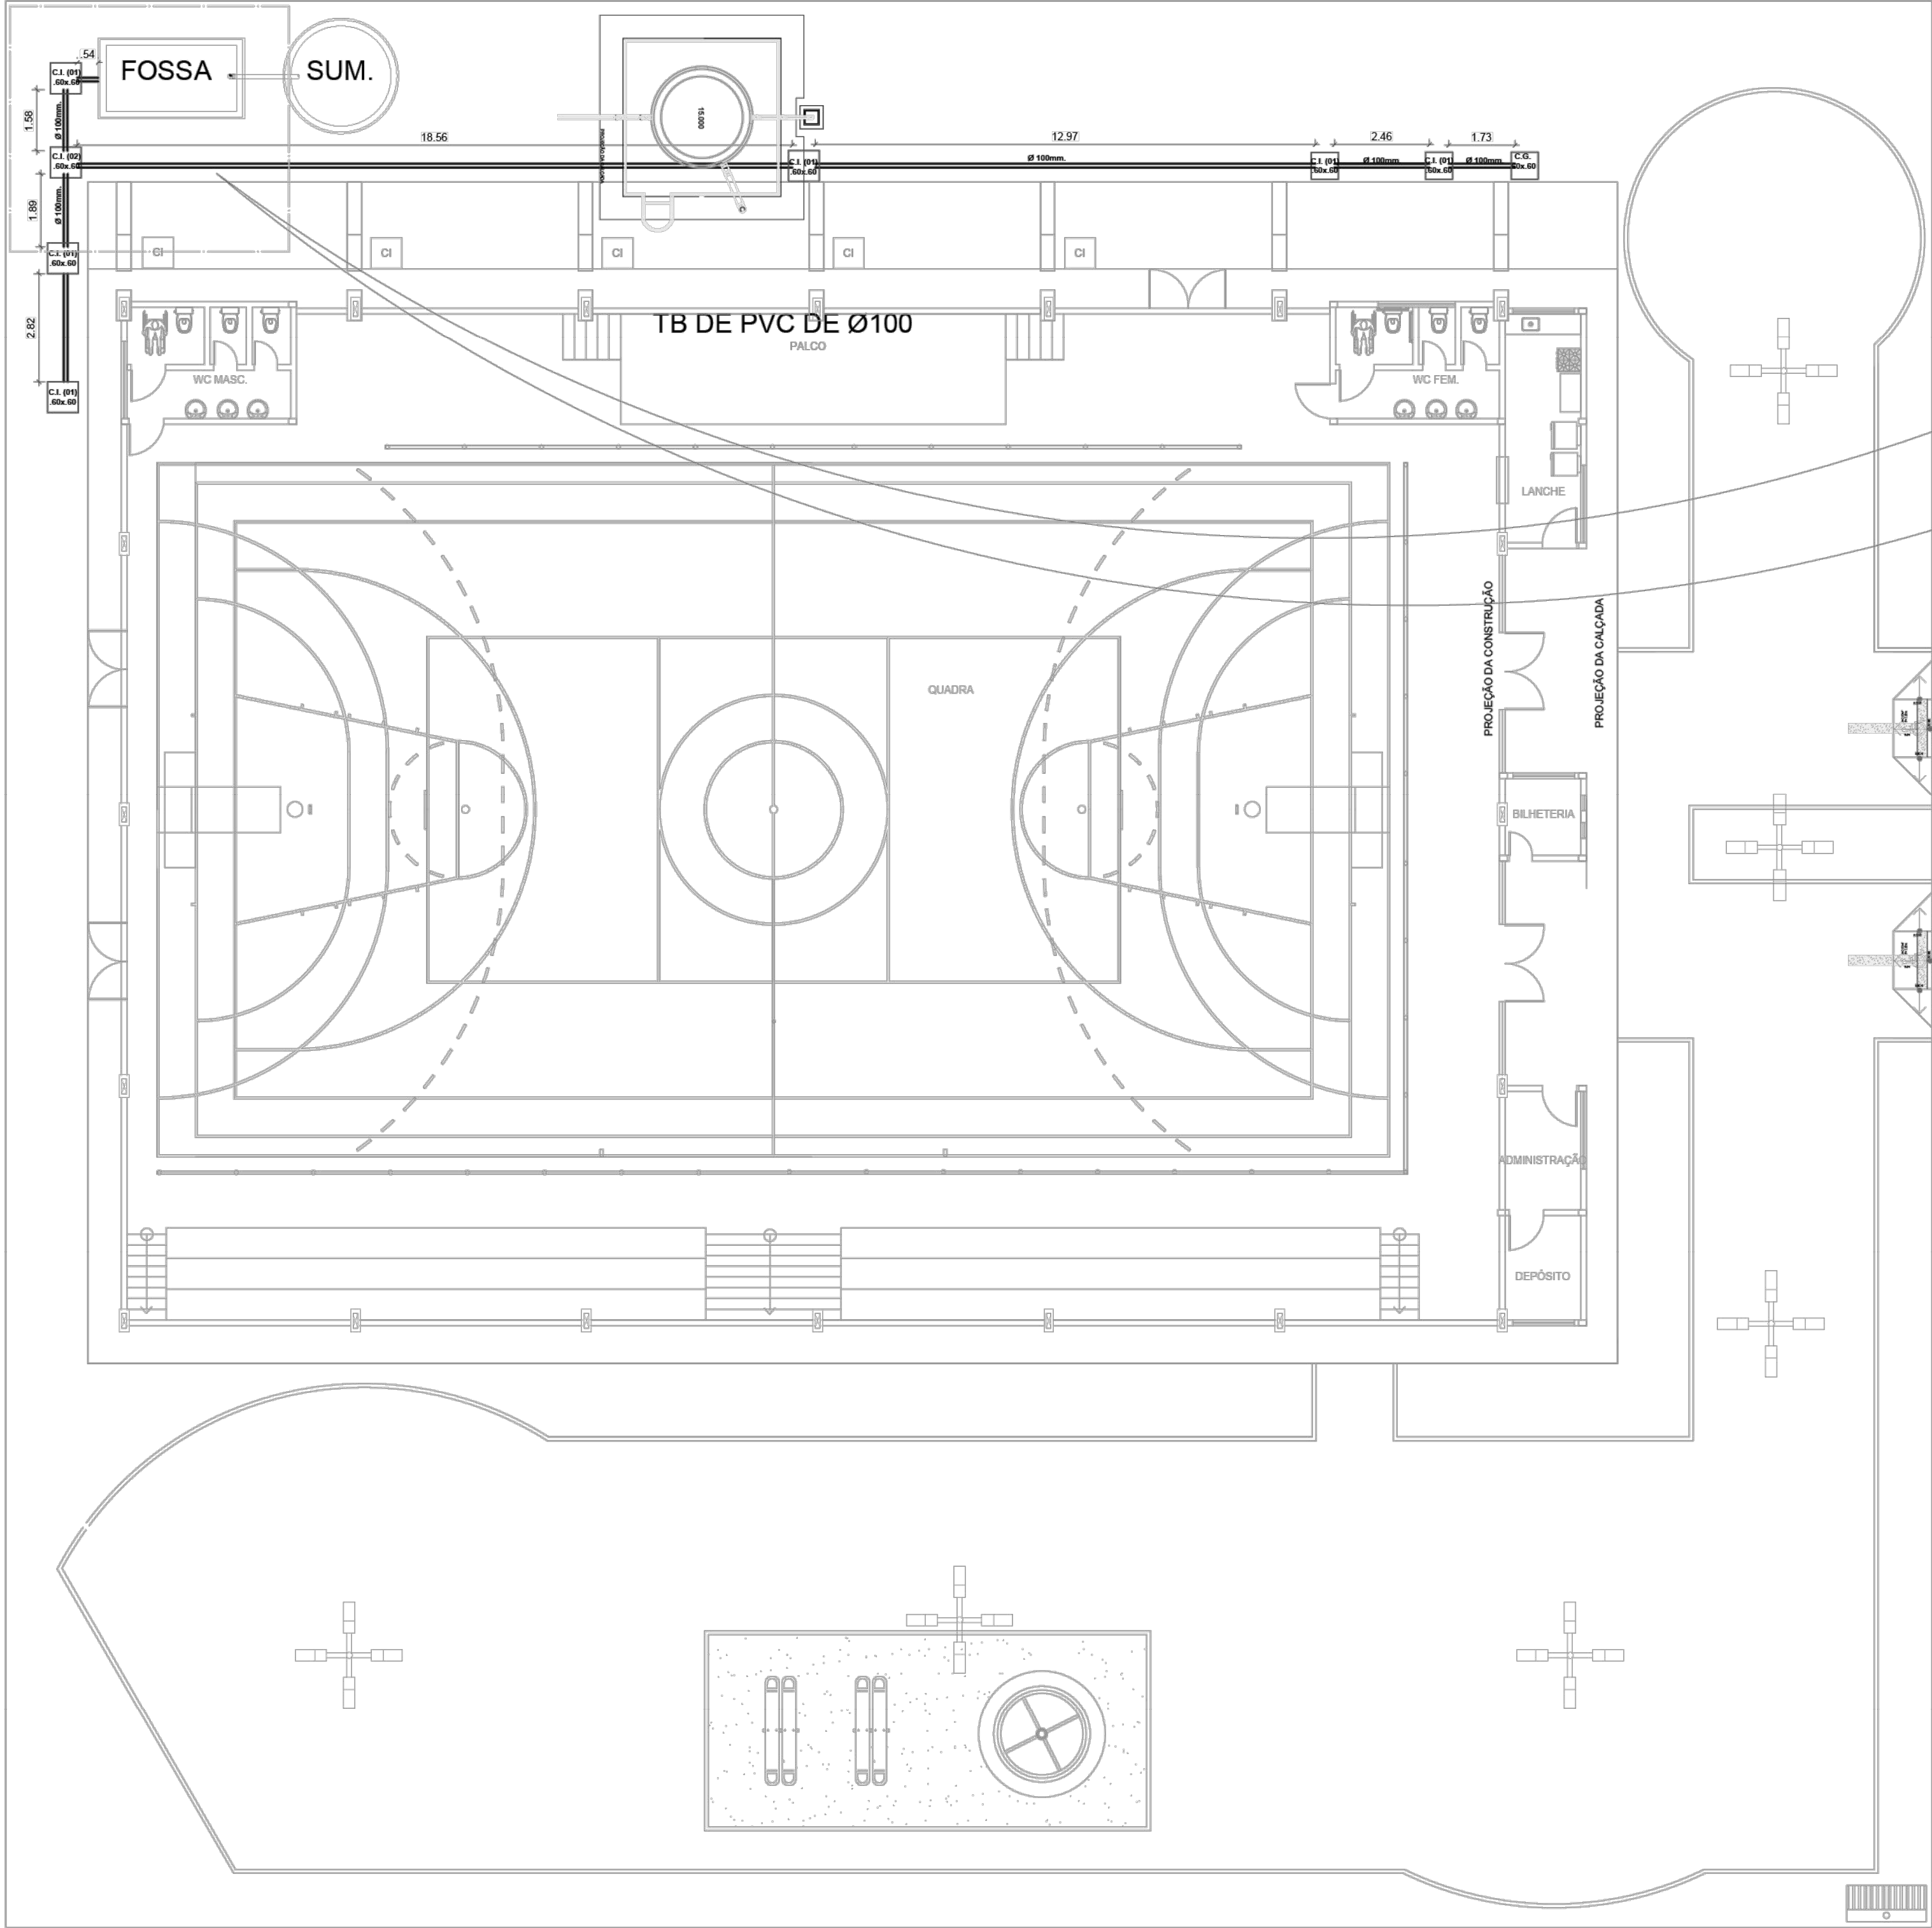 .54
C.I. (01)
.60x.60
FOSSA
SUM.
1.58
Ø 100mm.
15.000
18.56
12.97
2.46
1.73
C.I. (02)
.60x.60
C.I. (01)
.60x.60
Ø 100mm.
C.I. (01)
.60x.60
Ø 100mm.
C.I. (01)
.60x.60
Ø 100mm.
C.G.
60x.60
1.89
Ø 100mm.
C.I. (01)
.60x.60
CI
CI
CI
CI
CI
2.82
TB DE PVC DE Ø100
PALCO
WC MASC.
WC FEM.
C.I. (01)
.60x.60
LANCHE
PROJEÇÃO DA CONSTRUÇÃO
PROJEÇÃO DA CALÇADA
QUADRA
BILHETERIA
ADMINISTRAÇÃO
DEPÓSITO